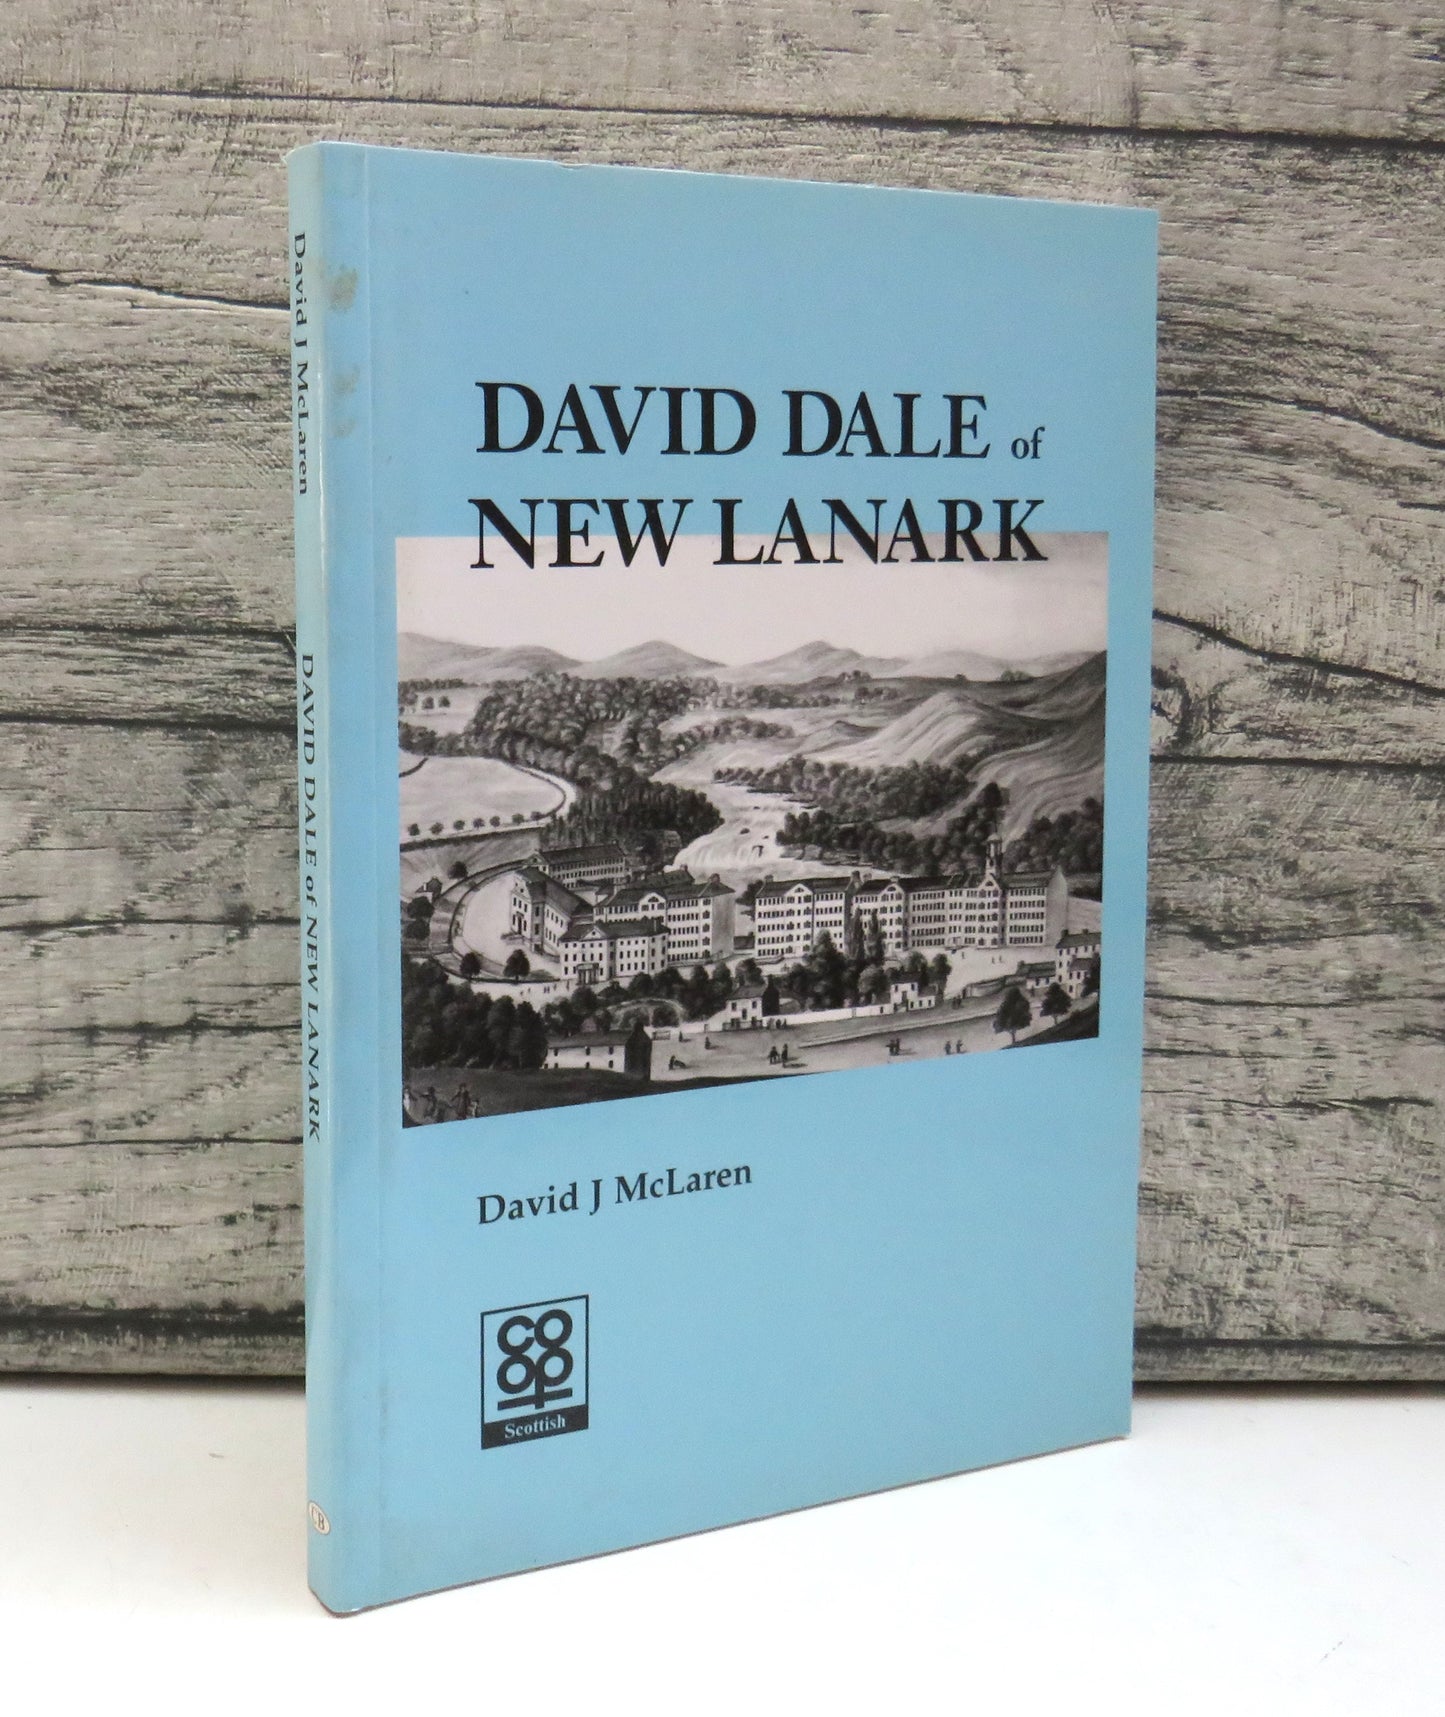 David J McLaren
DAVID DALE of NEW LANARK
CB
DAVID DALE of
NEW LANARK
David J McLaren
CO
OP
Scottish